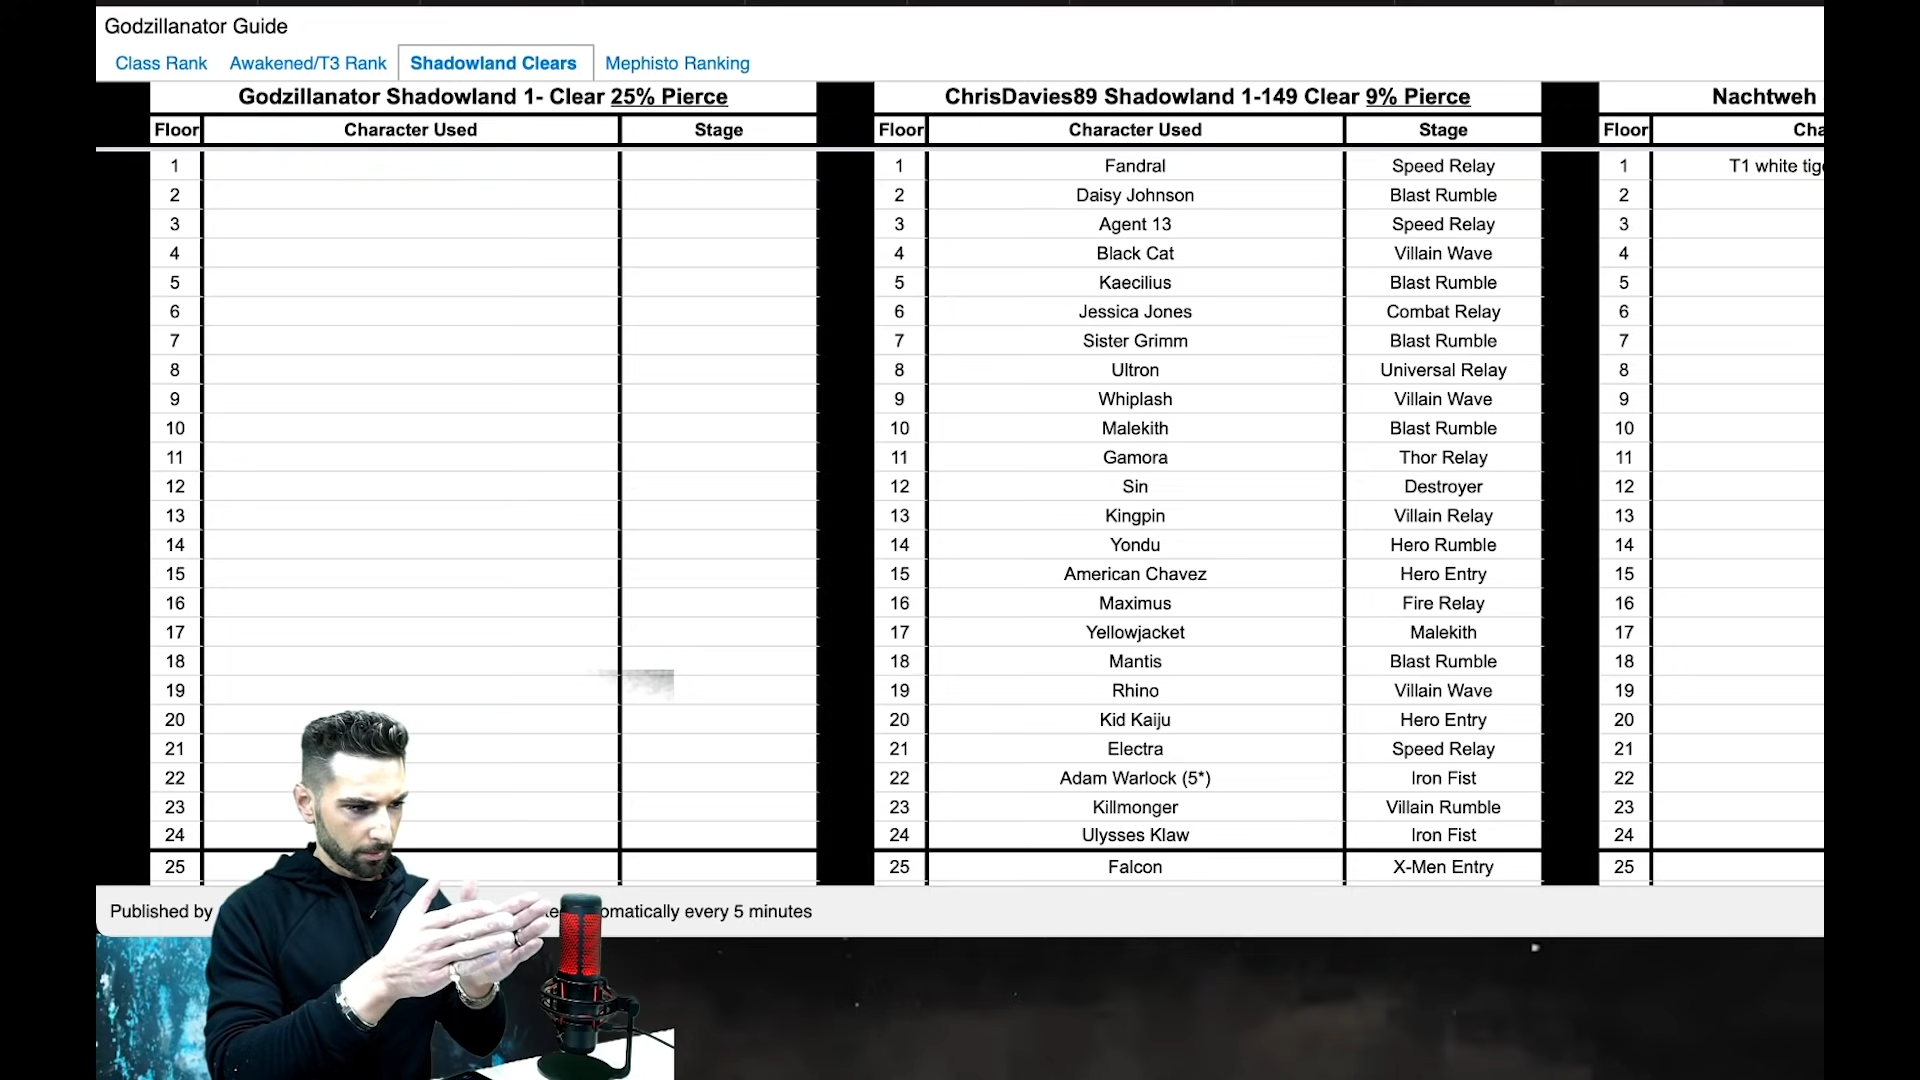 Godzillanator Guide
Class Rank Awakened/T3 Rank Shadowland Clears Mephisto Ranking
Godzillanator Shadowland 1- Clear 25% Pierce ChrisDavies89 Shadowland 1-149 Clear 9% Pierce Nachtweh
Floor Character Used Stage Floor Character Used Stage Floor
1 1 Fandral Speed Relay 1 T1 white
2 2 Daisy Johnson Blast Rumble 2
3 3 Agent 13 Speed Relay 3
4 4 Black Cat Villain Wave 4
5 5 Kaecilius Blast Rumble 5
6 6 Jessica Jones Combat Relay 6
7 7 Sister Grimm Blast Rumble 7
8 8 Ultron Universal Relay 8
9 9 Whiplash Villain Wave 9
10 10 Malekith Blast Rumble 10
11 11 Gamora Thor Relay 11
12 12 Sin Destroyer 12
13 13 Kingpin Villain Relay 13
14 14 Yondu Hero Rumble 14
15 15 American Chavez Hero Entry 15
16 16 Maximus Fire Relay 16
17 17 Yellowjacket Malekith 17
18 18 Mantis Blast Rumble 18
19 19 Rhino Villain Wave 19
20 20 Kid Kaiju Hero Entry 20
21 21 Electra Speed Relay 21
22 22 Adam Warlock (5*) Iron Fist 22
23 23 Killmonger Villain Rumble 23
24 24 Ulysses Klaw Iron Fist 24
25 25 Falcon X-Men Entry 25
Published by every 5 minutes